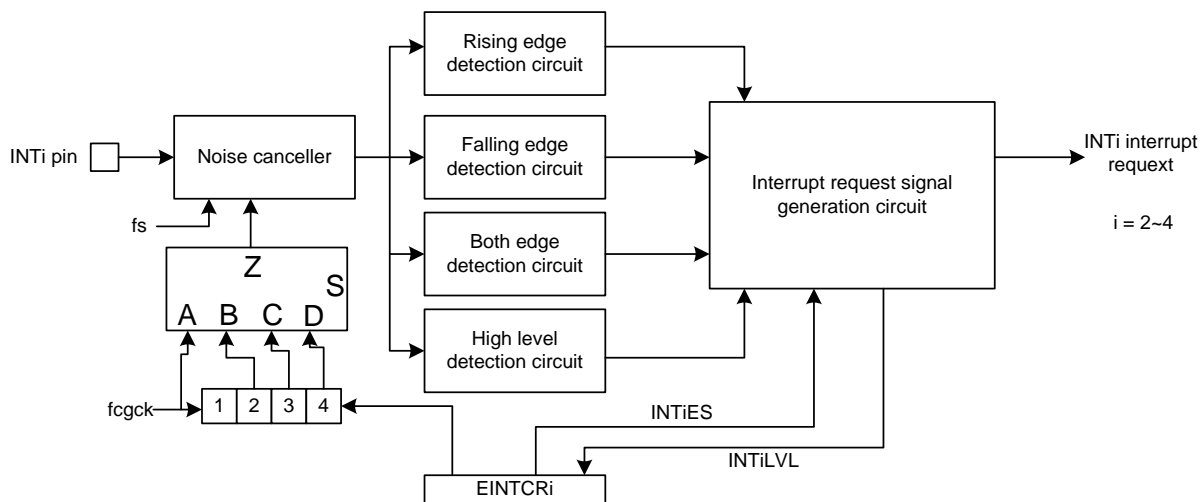 Rising edge
detection circuit
INTi pin
Noise canceller
Falling edge
detection circuit
Interrupt request signal
generation circuit
INTi interrupt
requext
i = 2~4
fs
Both edge
detection circuit
Z
S
A B C D
High level
detection circuit
fcgck
1 2 3 4
INTiES
INTiLVL
EINTCRi